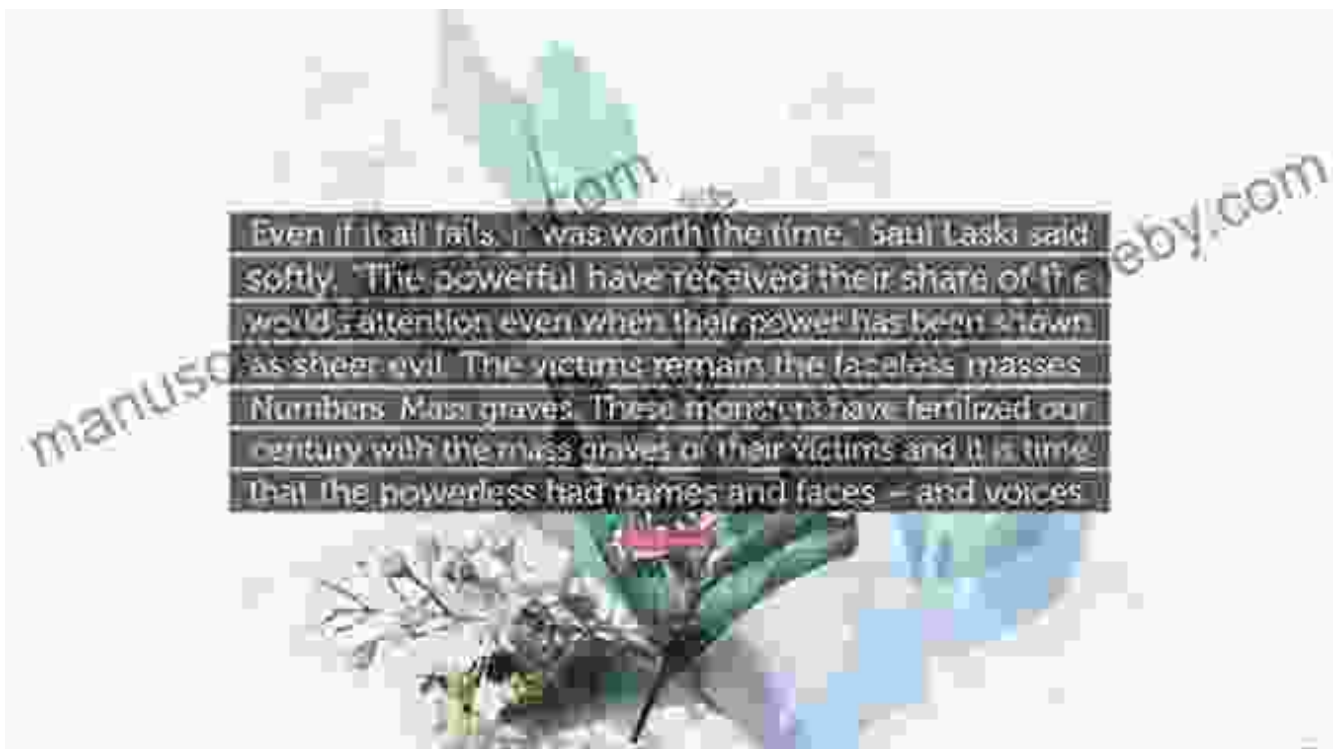 Even if it all fails, it was worth the time." Saul Laski said
softly. "The powerful have received their share of the
world's attention even when their power has been shown
as sheer evil. The victims remain the faceless masses.
Numbers. Mass graves. These monsters have fertilized our
century with the mass graves of their victims and it is time
that the powerless had names and faces – and voices.